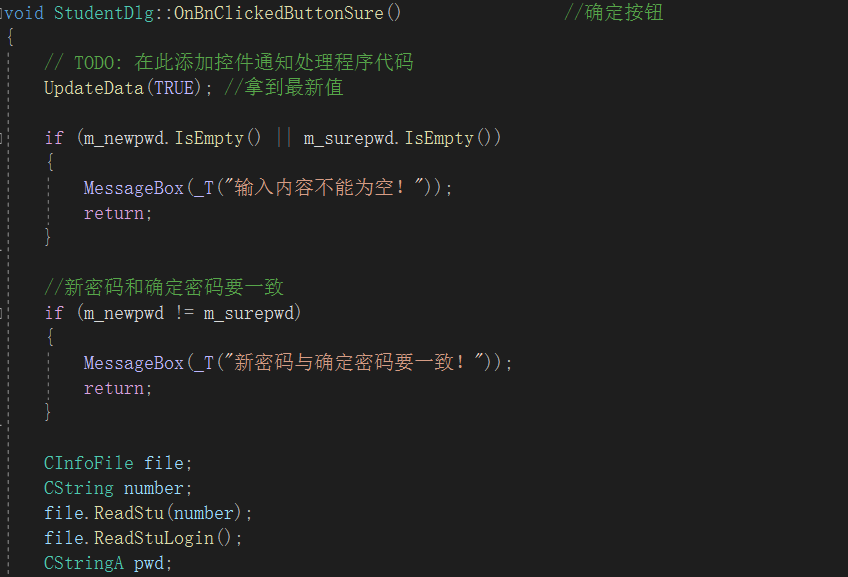 void StudentDlg::OnBnClickedButtonSure() //确定按钮
{
// TODO: 在此添加控件通知处理程序代码
UpdateData(TRUE); //拿到最新值
if (m_newpwd.IsEmpty() || m_surepwd.IsEmpty())
{
MessageBox(_T("输入内容不能为空！"));
return;
}
//新密码和确定密码要一致
if (m_newpwd != m_surepwd)
{
MessageBox(_T("新密码与确定密码要一致！"));
return;
}
CInfoFile file;
CString number;
file.ReadStu(number);
file.ReadStuLogin();
CStringA pwd;